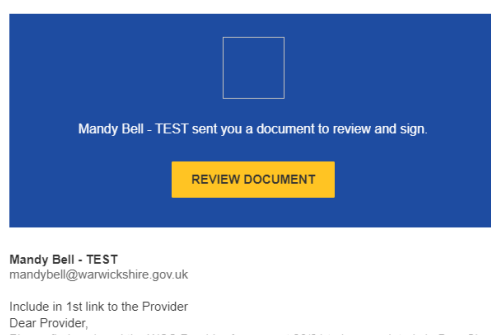 Mandy Bell - TEST sent you a document to review and sign.
REVIEW DOCUMENT
Mandy Bell - TEST
mandybell@warwickshire.gov.uk
Include in 1st link to the Provider
Dear Provider,